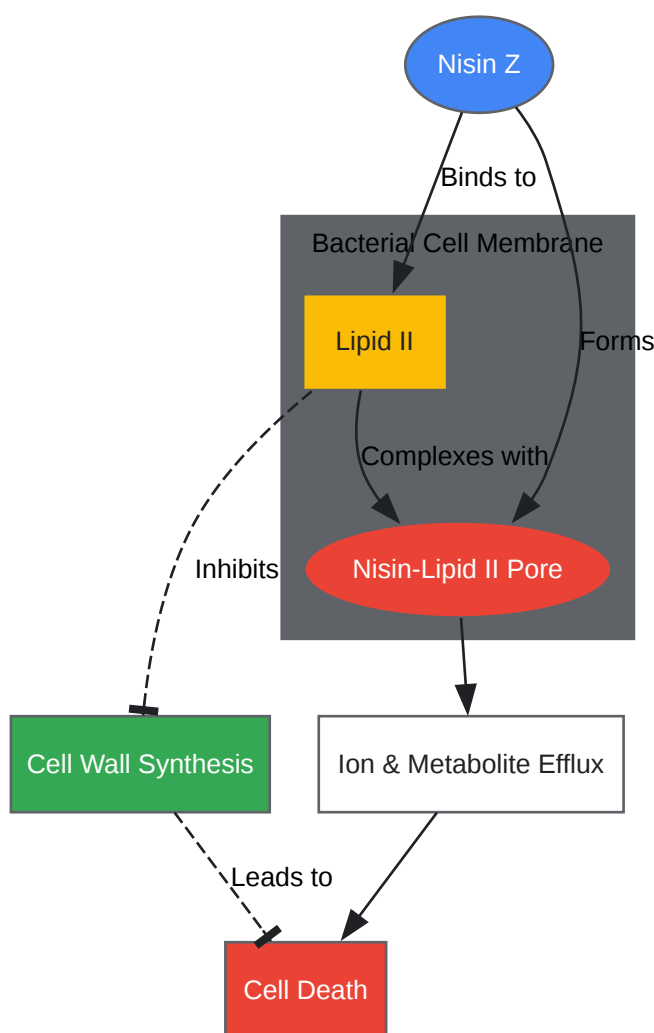 Nisin Z
Binds to
Bacterial Cell Membrane
Lipid II
Forms
Complexes with
Inhibits
Nisin-Lipid II Pore
Cell Wall Synthesis
Ion & Metabolite Efflux
Leads to
Cell Death